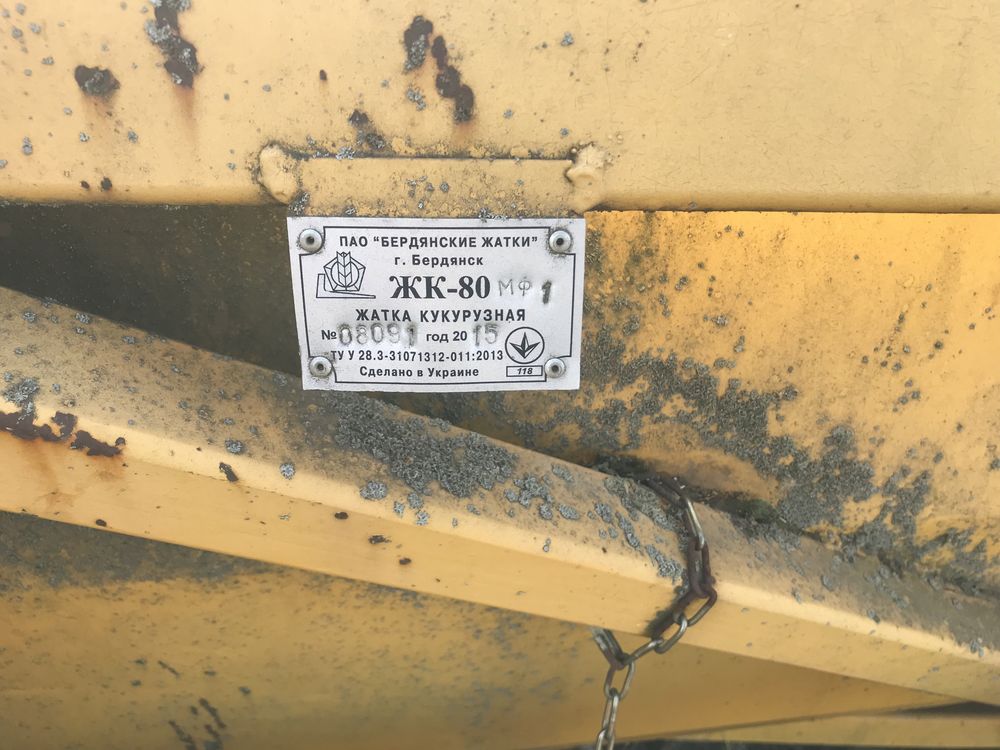 ПАО "БЕРДЯНСКИЕ ЖАТКИ"
г. Бердянск
ЖК-80 МФ 1
ЖАТКА КУКУРУЗНАЯ
№ 08091 год 2015
ТУ У 28.3-31071312-011:2013
Сделано в Украине
118